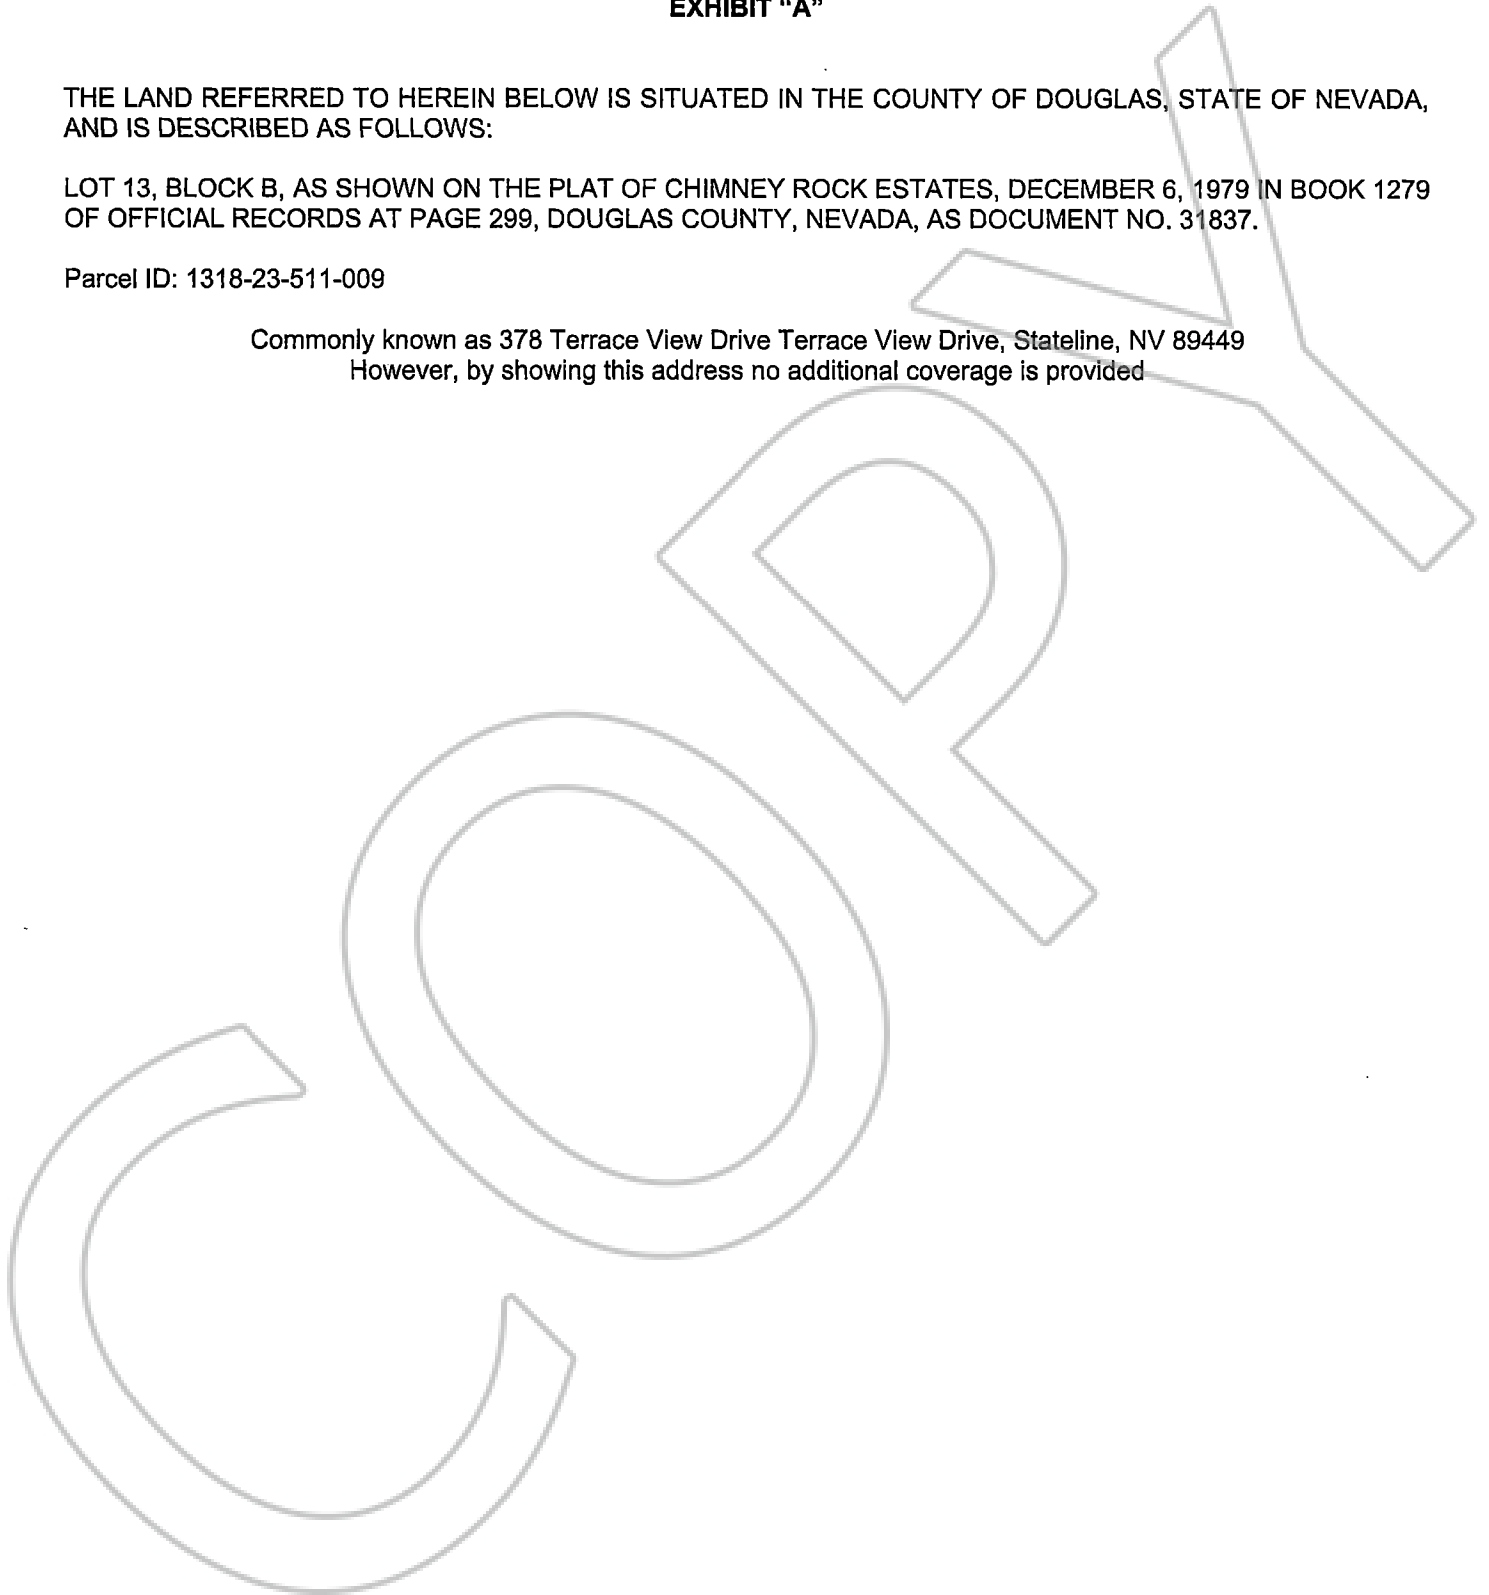 EXHIBIT "A"
THE LAND REFERRED TO HEREIN BELOW IS SITUATED IN THE COUNTY OF DOUGLAS, STATE OF NEVADA,
AND IS DESCRIBED AS FOLLOWS:
LOT 13, BLOCK B, AS SHOWN ON THE PLAT OF CHIMNEY ROCK ESTATES, DECEMBER 6, 1979 IN BOOK 1279
OF OFFICIAL RECORDS AT PAGE 299, DOUGLAS COUNTY, NEVADA, AS DOCUMENT NO. 31837.
Parcel ID: 1318-23-511-009
Commonly known as 378 Terrace View Drive Terrace View Drive, Stateline, NV 89449
However, by showing this address no additional coverage is provided
COPY